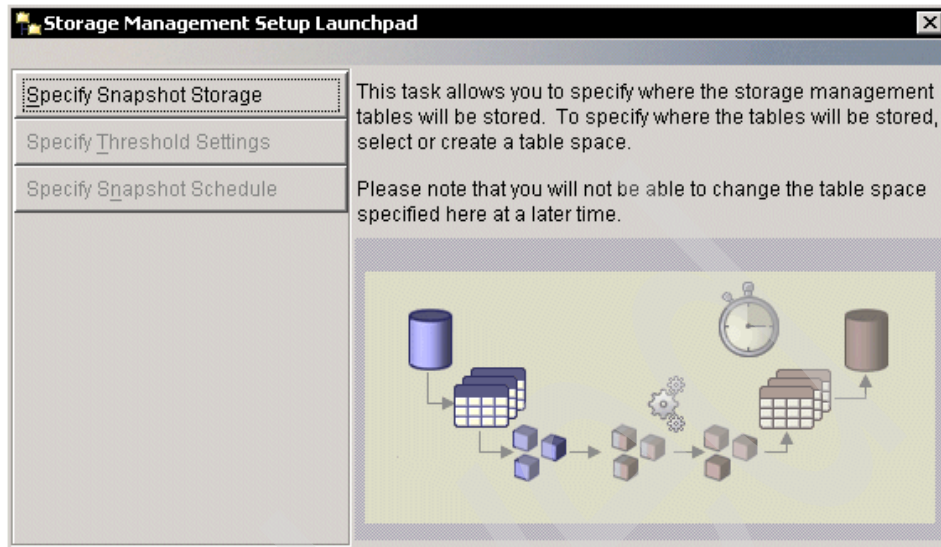 Storage Management Setup Launchpad
Specify Snapshot Storage
Specify Threshold Settings
Specify Snapshot Schedule
This task allows you to specify where the storage management
tables will be stored. To specify where the tables will be stored,
select or create a table space.
Please note that you will not be able to change the table space
specified here at a later time.